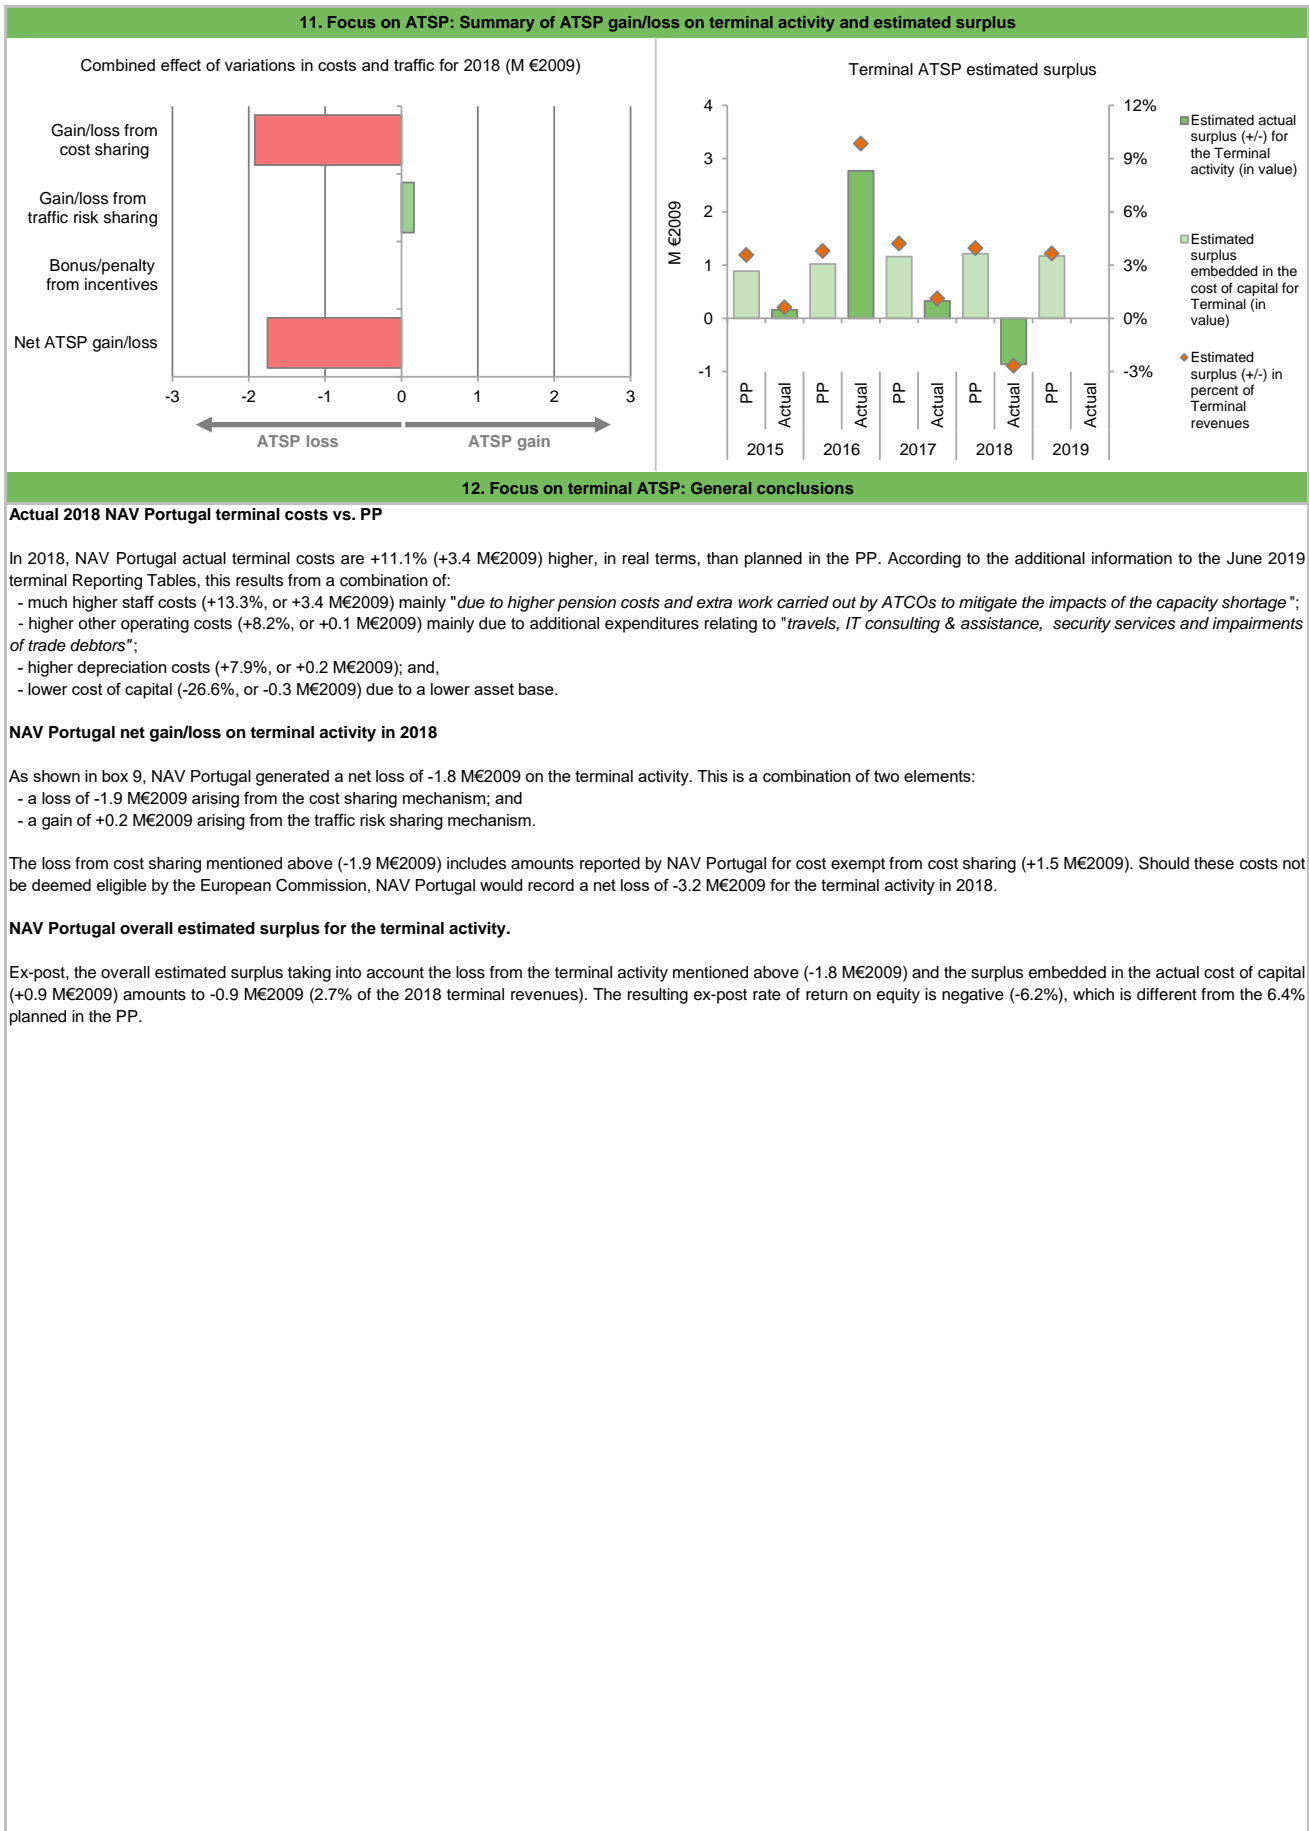 11. Focus on ATSP: Summary of ATSP gain/loss on terminal activity and estimated surplus
Combined effect of variations in costs and traffic for 2018 (M €2009)
Gain/loss from
cost sharing
Gain/loss from
traffic risk sharing
Bonus/penalty
from incentives
Net ATSP gain/loss
-3 -2 -1 0 1 2 3
ATSP loss ATSP gain
Terminal ATSP estimated surplus
M €2009
4
3
2
1
0
-1
12%
9%
6%
3%
0%
-3%
PP Actual PP Actual PP Actual PP Actual PP Actual
2015 2016 2017 2018 2019
Estimated actual
surplus (+/-) for
the Terminal
activity (in value)
Estimated
surplus
embedded in the
cost of capital for
Terminal (in
value)
Estimated
surplus (+/-) in
percent of
Terminal
revenues
12. Focus on terminal ATSP: General conclusions
Actual 2018 NAV Portugal terminal costs vs. PP
In 2018, NAV Portugal actual terminal costs are +11.1% (+3.4 M€2009) higher, in real terms, than planned in the PP. According to the additional information to the June 2019
terminal Reporting Tables, this results from a combination of:
- much higher staff costs (+13.3%, or +3.4 M€2009) mainly "due to higher pension costs and extra work carried out by ATCOs to mitigate the impacts of the capacity shortage";
- higher other operating costs (+8.2%, or +0.1 M€2009) mainly due to additional expenditures relating to "travels, IT consulting & assistance, security services and impairments
of trade debtors";
- higher depreciation costs (+7.9%, or +0.2 M€2009); and,
- lower cost of capital (-26.6%, or -0.3 M€2009) due to a lower asset base.
NAV Portugal net gain/loss on terminal activity in 2018
As shown in box 9, NAV Portugal generated a net loss of -1.8 M€2009 on the terminal activity. This is a combination of two elements:
- a loss of -1.9 M€2009 arising from the cost sharing mechanism; and
- a gain of +0.2 M€2009 arising from the traffic risk sharing mechanism.
The loss from cost sharing mentioned above (-1.9 M€2009) includes amounts reported by NAV Portugal for cost exempt from cost sharing (+1.5 M€2009). Should these costs not
be deemed eligible by the European Commission, NAV Portugal would record a net loss of -3.2 M€2009 for the terminal activity in 2018.
NAV Portugal overall estimated surplus for the terminal activity.
Ex-post, the overall estimated surplus taking into account the loss from the terminal activity mentioned above (-1.8 M€2009) and the surplus embedded in the actual cost of capital
(+0.9 M€2009) amounts to -0.9 M€2009 (2.7% of the 2018 terminal revenues). The resulting ex-post rate of return on equity is negative (-6.2%), which is different from the 6.4%
planned in the PP.